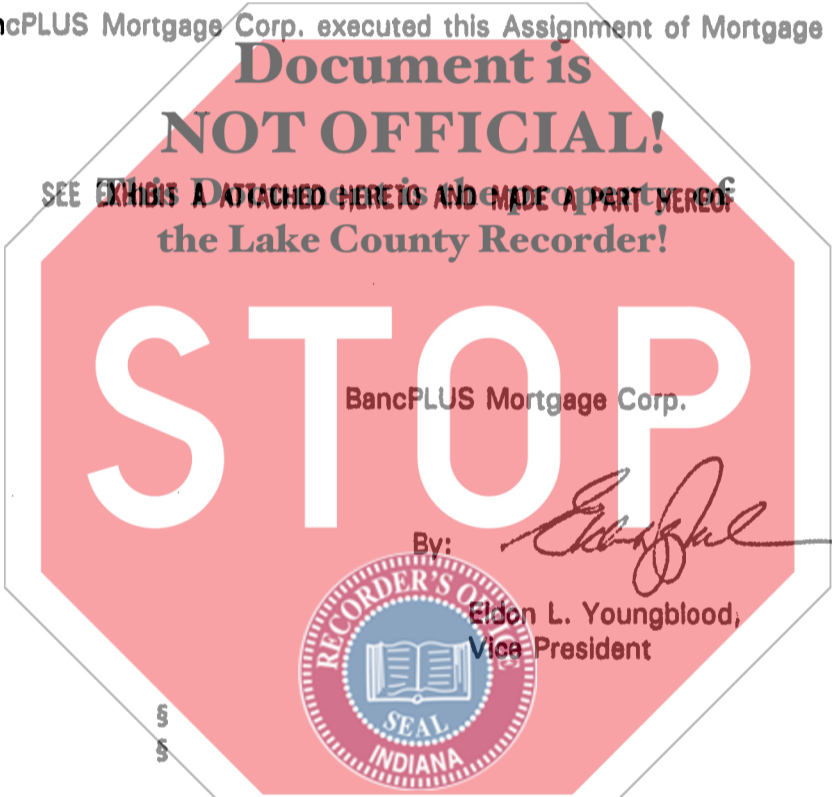 ncPLUS Mortgage Corp. executed this Assignment of Mortgage
Document is
NOT OFFICIAL!
SEE EXHIBIS A ATTACHED HERETO AND MADE A PART HEREOF
This Document is the property of
the Lake County Recorder!
STOP
BancPLUS Mortgage Corp.
By:
Eldon L. Youngblood,
Vice President
RECORDER'S OFFICE
SEAL
INDIANA
§
§